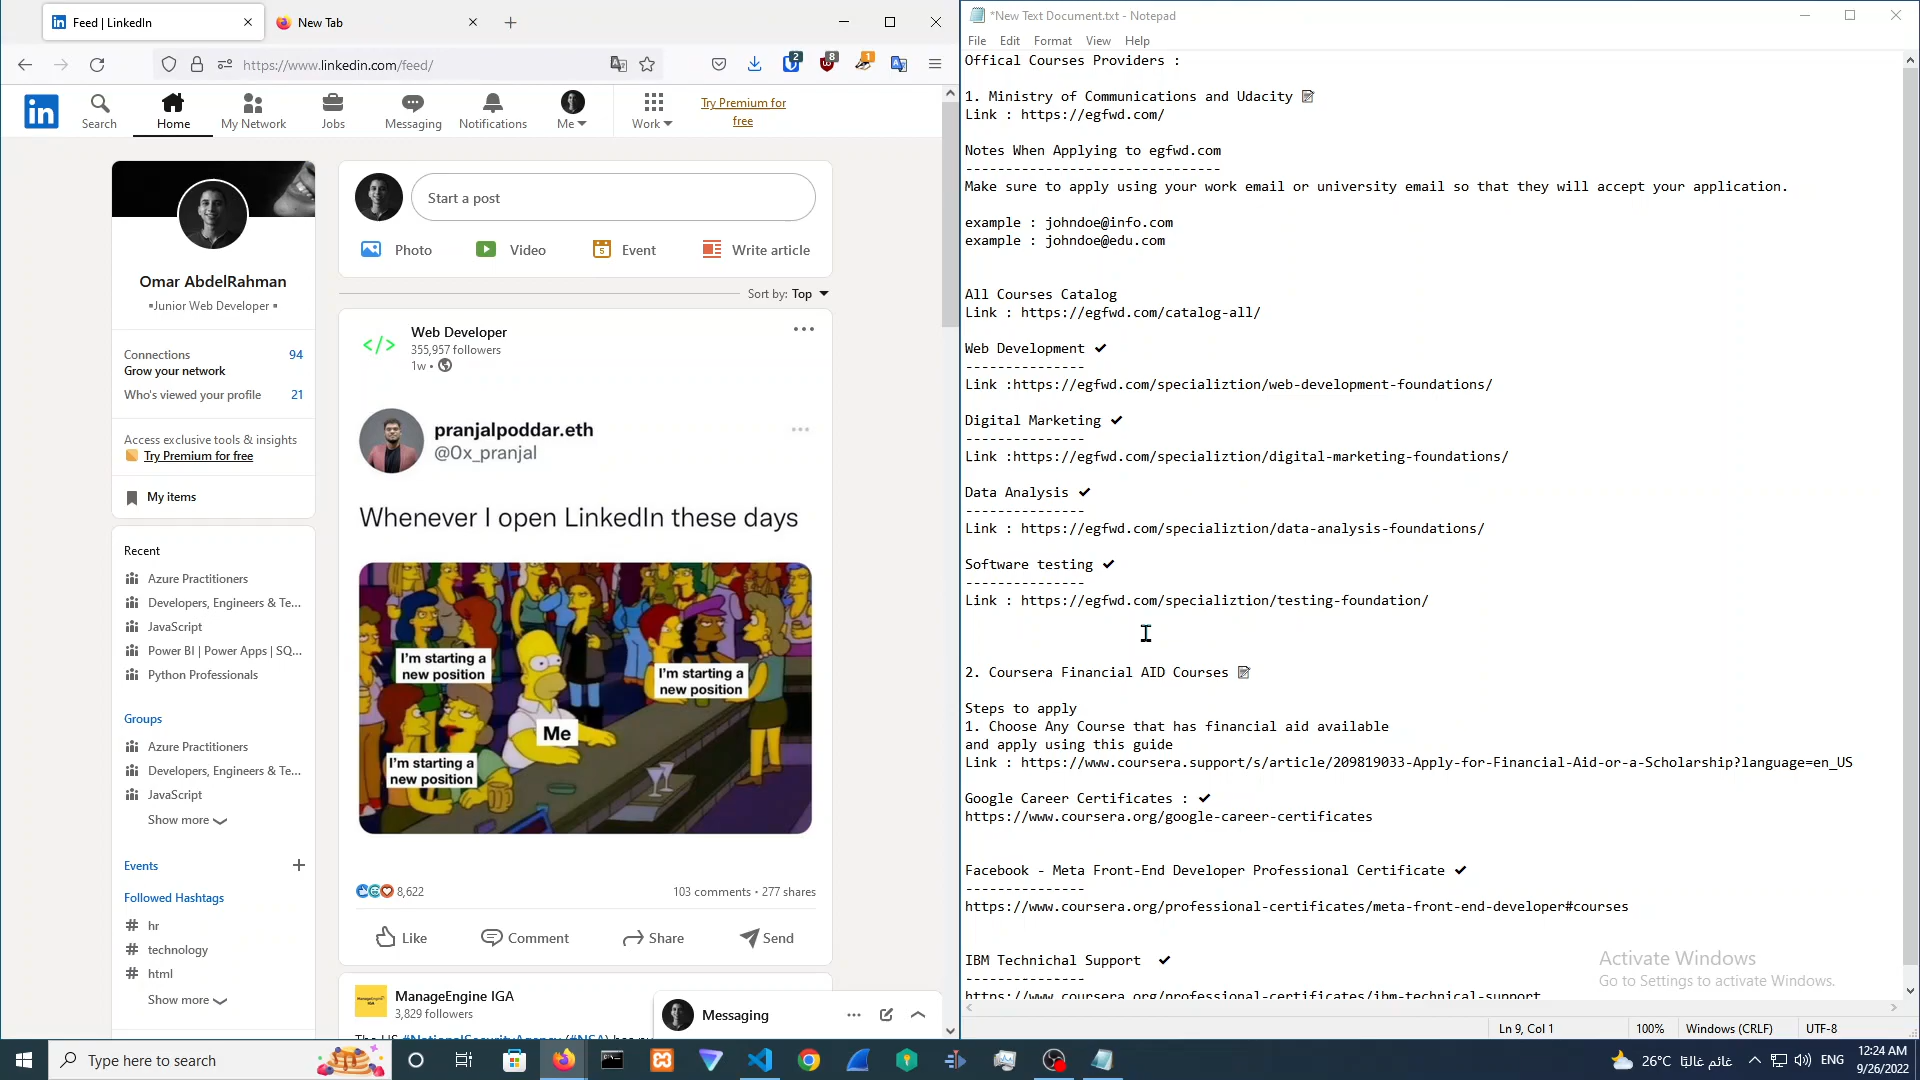 Feed | LinkedIn
New Tab
https://www.linkedin.com/feed/
2
8
1
in
Search
Home
My Network
Jobs
Messaging
Notifications
Me
Work
Try Premium for
free
Omar AbdelRahman
▪Junior Web Developer ▪
Connections 94
Grow your network
Who's viewed your profile 21
Access exclusive tools & insights
Try Premium for free
My items
Recent
Azure Practitioners
Developers, Engineers & Te...
JavaScript
Power BI | Power Apps | SQ...
Python Professionals
Groups
Azure Practitioners
Developers, Engineers & Te...
JavaScript
Show more
Events
Followed Hashtags
# hr
# technology
# html
Show more
Start a post
Photo
Video
Event
Write article
Sort by: Top
</>
Web Developer
355,957 followers
1w •
pranjalpoddar.eth
@0x_pranjal
Whenever I open LinkedIn these days
I'm starting a
new position
I'm starting a
new position
Me
I'm starting a
new position
8,622
103 comments • 277 shares
Like
Comment
Share
Send
ManageEngine IGA
3,829 followers
Messaging
*New Text Document.txt - Notepad
File Edit Format View Help
Offical Courses Providers :
1. Ministry of Communications and Udacity
Link : https://egfwd.com/
Notes When Applying to egfwd.com
--------------------------------
Make sure to apply using your work email or university email so that they will accept your application.
example : johndoe@info.com
example : johndoe@edu.com
All Courses Catalog
Link : https://egfwd.com/catalog-all/
Web Development ✔
---------------
Link :https://egfwd.com/specializtion/web-development-foundations/
Digital Marketing ✔
---------------
Link :https://egfwd.com/specializtion/digital-marketing-foundations/
Data Analysis ✔
---------------
Link : https://egfwd.com/specializtion/data-analysis-foundations/
Software testing ✔
---------------
Link : https://egfwd.com/specializtion/testing-foundation/
2. Coursera Financial AID Courses
Steps to apply
1. Choose Any Course that has financial aid available
and apply using this guide
Link : https://www.coursera.support/s/article/209819033-Apply-for-Financial-Aid-or-a-Scholarship?language=en_US
Google Career Certificates : ✔
https://www.coursera.org/google-career-certificates
Facebook - Meta Front-End Developer Professional Certificate ✔
---------------
https://www.coursera.org/professional-certificates/meta-front-end-developer#courses
IBM Technichal Support ✔
---------------
https://www.coursera.org/professional-certificates/ibm-technical-support
Activate Windows
Go to Settings to activate Windows.
Ln 9, Col 1
100%
Windows (CRLF)
UTF-8
Type here to search
26°C غائم غالبًا
ENG
12:24 AM
9/26/2022